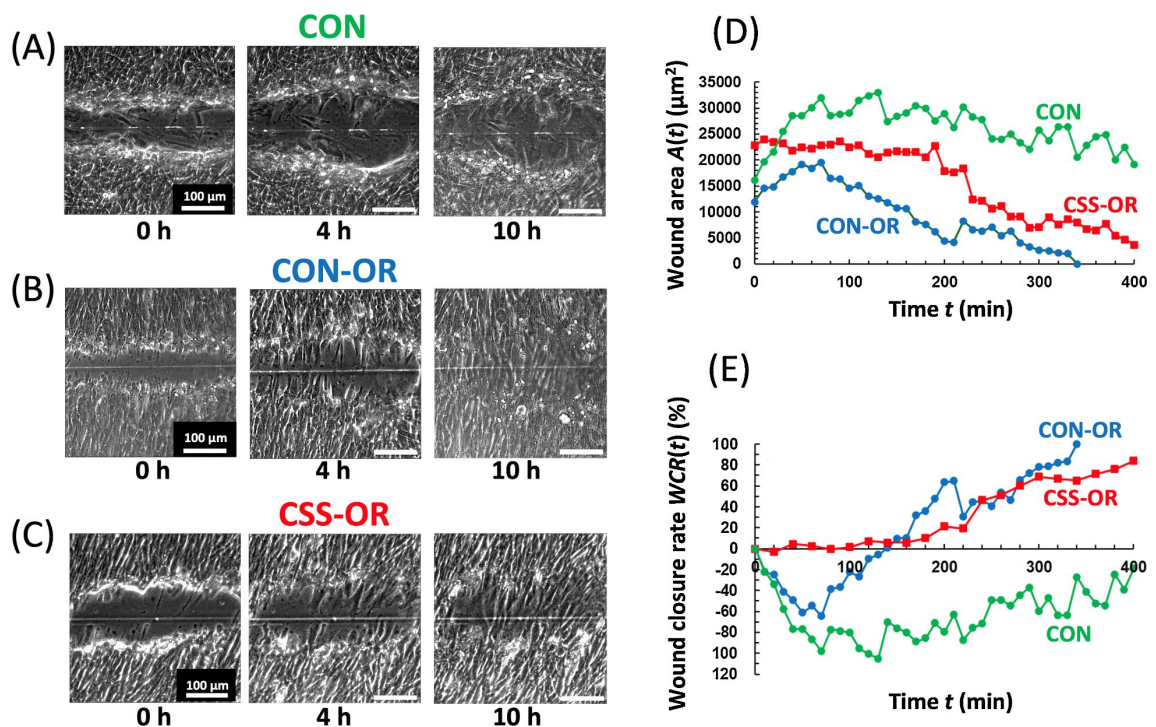 CON
(A)
100 μm
0 h
4 h
10 h
CON-OR
(B)
100 μm
0 h
4 h
10 h
CSS-OR
(C)
100 μm
0 h
4 h
10 h
(D)
Wound area A(t) (μm²)
35000
30000
25000
20000
15000
10000
5000
0
CON
CSS-OR
CON-OR
0 100 200 300 400
Time t (min)
(E)
Wound closure rate WCR(t) (%)
100
80
60
40
20
0
-20
-40
-60
-80
100
120
CON-OR
CSS-OR
CON
0 100 200 300 400
Time t (min)